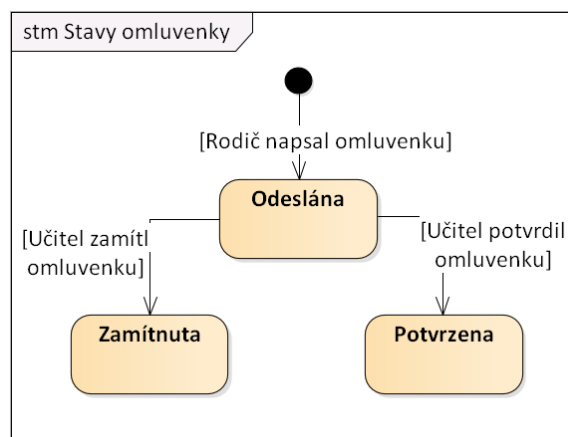 stm Stavy omluvenky
[Rodič napsal omluvenku]
Odeslána
[Učitel zamítl
omluvenku]
[Učitel potvrdil
omluvenku]
Zamítnuta
Potvrzena